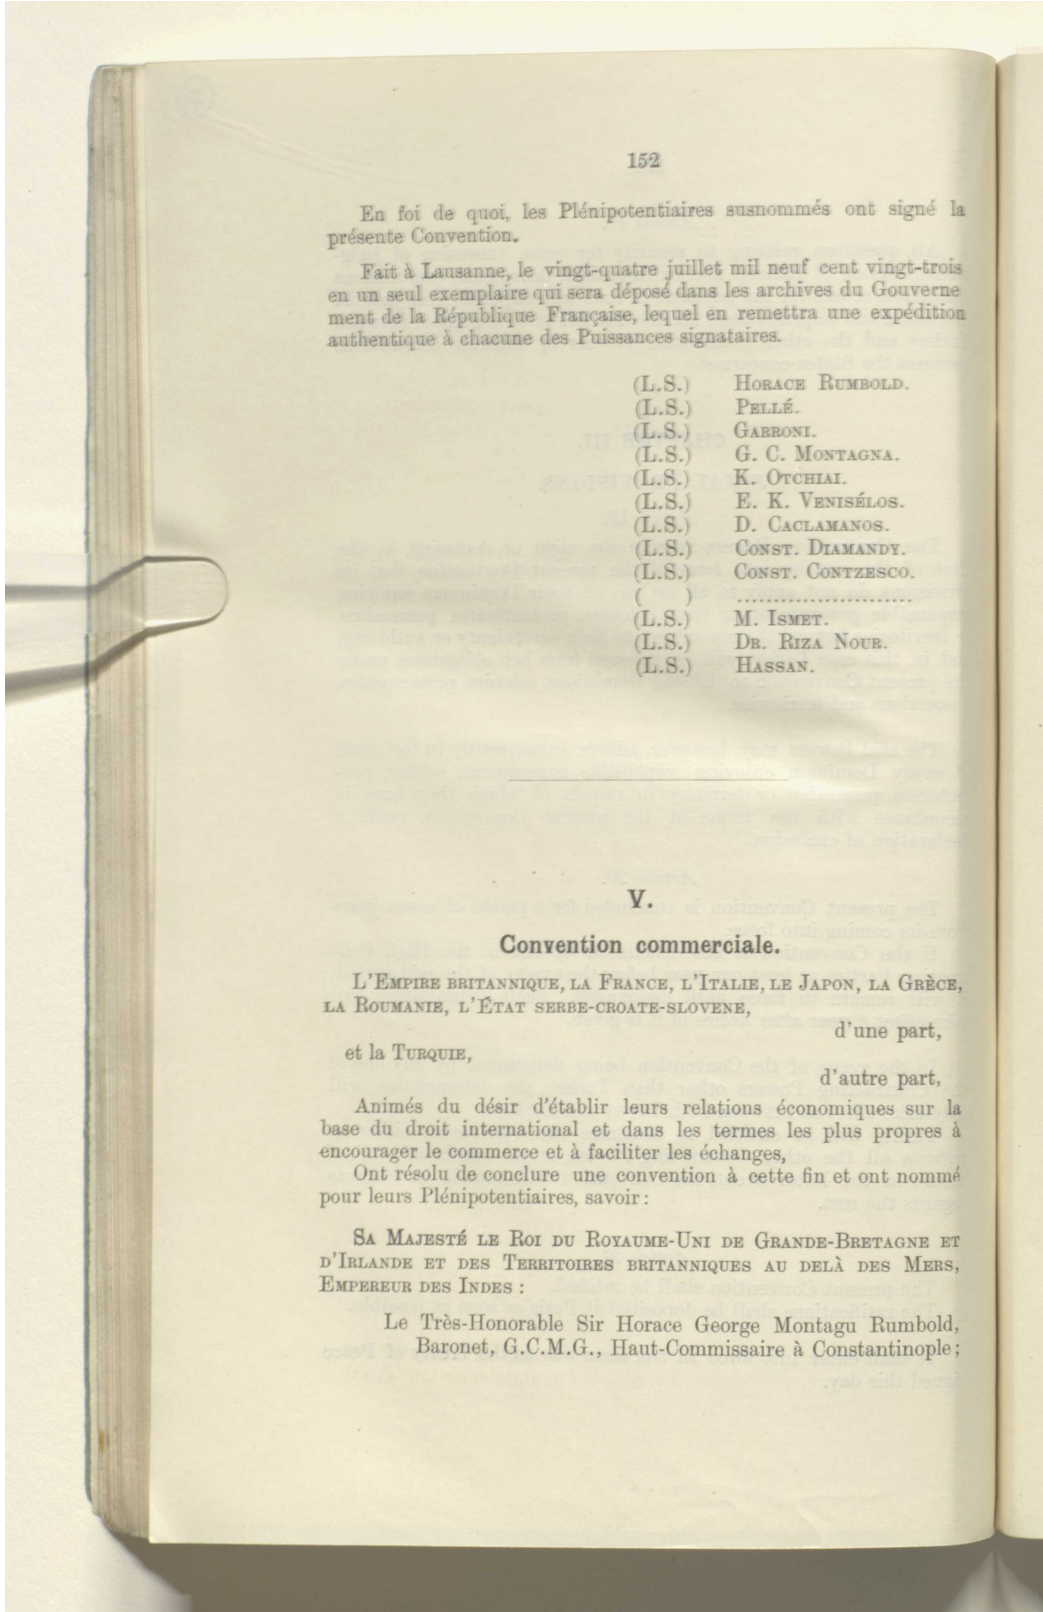 152
En foi de quoi, les Plénipotentiaires susnommés ont signé la
présente Convention.
Fait à Lausanne, le vingt-quatre juillet mil neuf cent vingt-trois
en un seul exemplaire qui sera déposé dans les archives du Gouverne
ment de la République Française, lequel en remettra une expédition
authentique à chacune des Puissances signataires.
(L.S.) HORACE RUMBOLD.
(L.S.) PELLÉ.
(L.S.) GARRONI.
(L.S.) G. C. MONTAGNA.
(L.S.) K. OTCHIAI.
(L.S.) E. K. VENISÉLOS.
(L.S.) D. CACLAMANOS.
(L.S.) CONST. DIAMANDY.
(L.S.) CONST. CONTZESCO.
( ) ........................
(L.S.) M. ISMET.
(L.S.) DR. RIZA NOUR.
(L.S.) HASSAN.
V.
Convention commerciale.
L'EMPIRE BRITANNIQUE, LA FRANCE, L'ITALIE, LE JAPON, LA GRÈCE,
LA ROUMANIE, L'ÉTAT SERBE-CROATE-SLOVENE,
d'une part,
et la TURQUIE,
d'autre part,
Animés du désir d'établir leurs relations économiques sur la
base du droit international et dans les termes les plus propres à
encourager le commerce et à faciliter les échanges,
Ont résolu de conclure une convention à cette fin et ont nommé
pour leurs Plénipotentiaires, savoir :
SA MAJESTÉ LE ROI DU ROYAUME-UNI DE GRANDE-BRETAGNE ET
D'IRLANDE ET DES TERRITOIRES BRITANNIQUES AU DELÀ DES MERS,
EMPEREUR DES INDES :
Le Très-Honorable Sir Horace George Montagu Rumbold,
Baronet, G.C.M.G., Haut-Commissaire à Constantinople ;